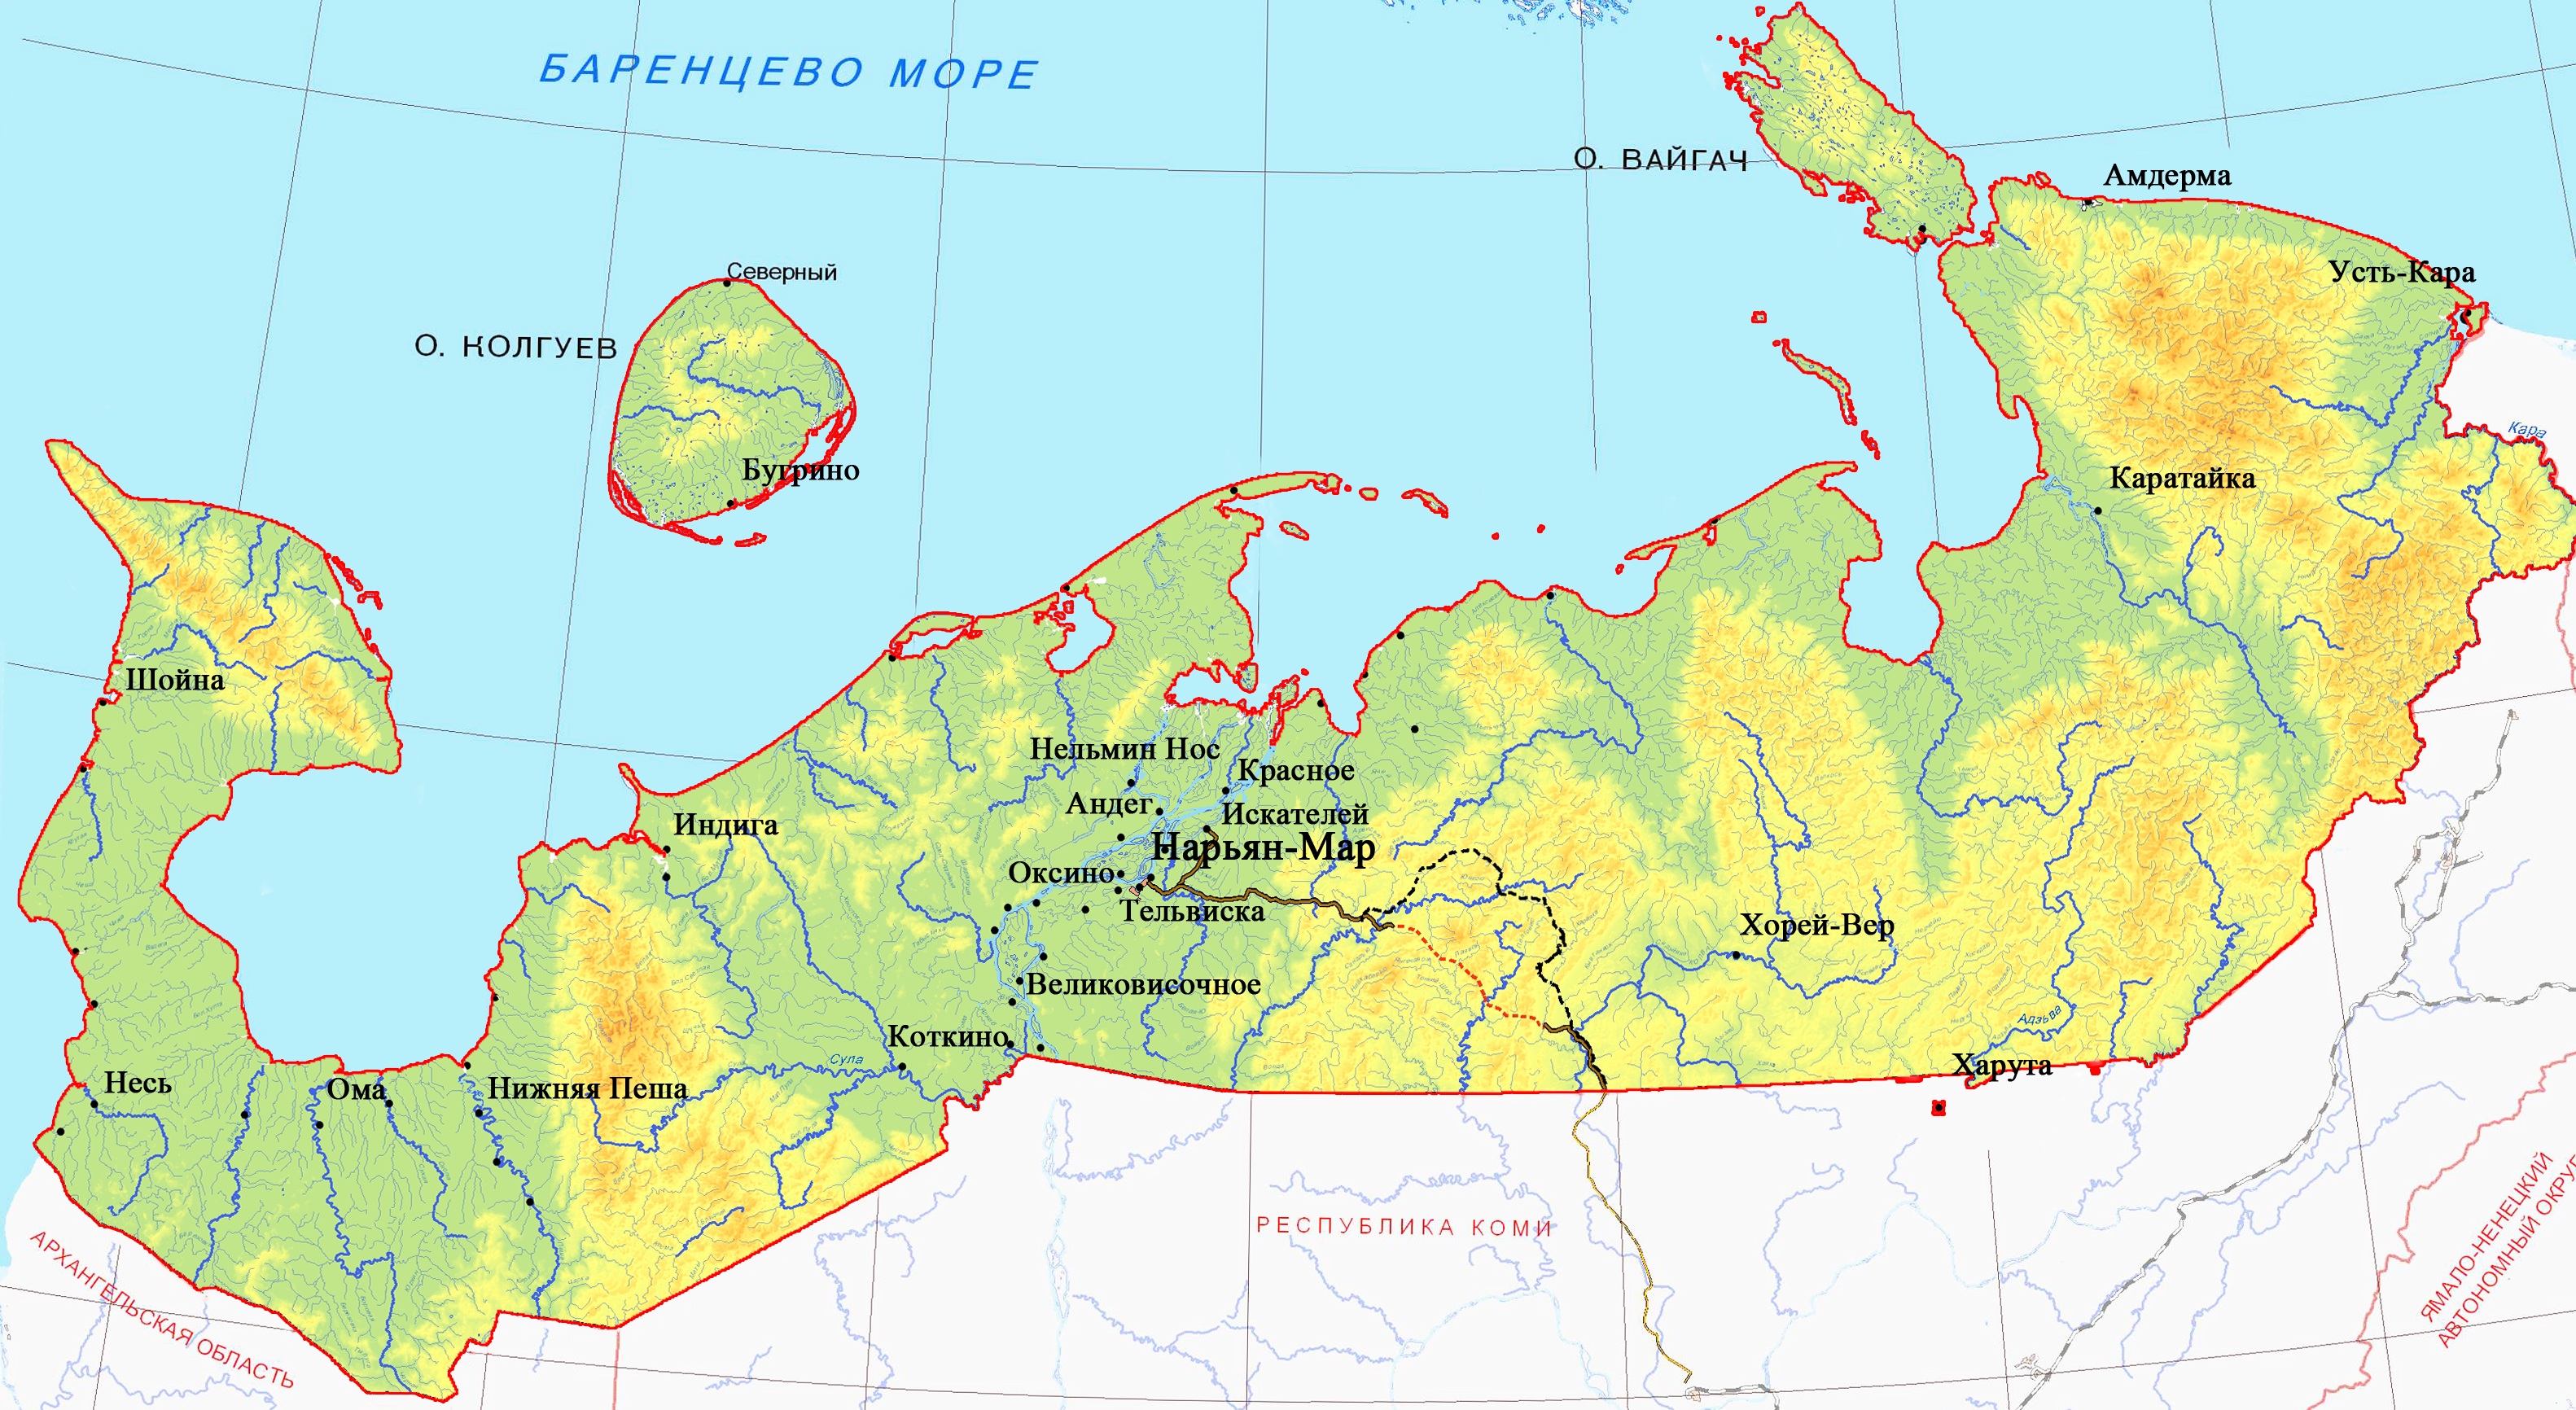 БАРЕНЦЕВО МОРЕ
О. ВАЙГАЧ
Амдерма
Северный
Усть-Кара
О. КОЛГУЕВ
Кара
Бугрино
Каратайка
Шойна
Нельмин Нос
Красное
Андег
Искателей
Индига
Нарьян-Мар
Оксино
Тельвиска
Хорей-Вер
Великовисочное
Адзьва
Коткино
Сула
Харута
Несь
Ома
Нижняя Пеша
РЕСПУБЛИКА КОМИ
АРХАНГЕЛЬСКАЯ ОБЛАСТЬ
ЯМАЛО-НЕНЕЦКИЙ
АВТОНОМНЫЙ ОКРУГ